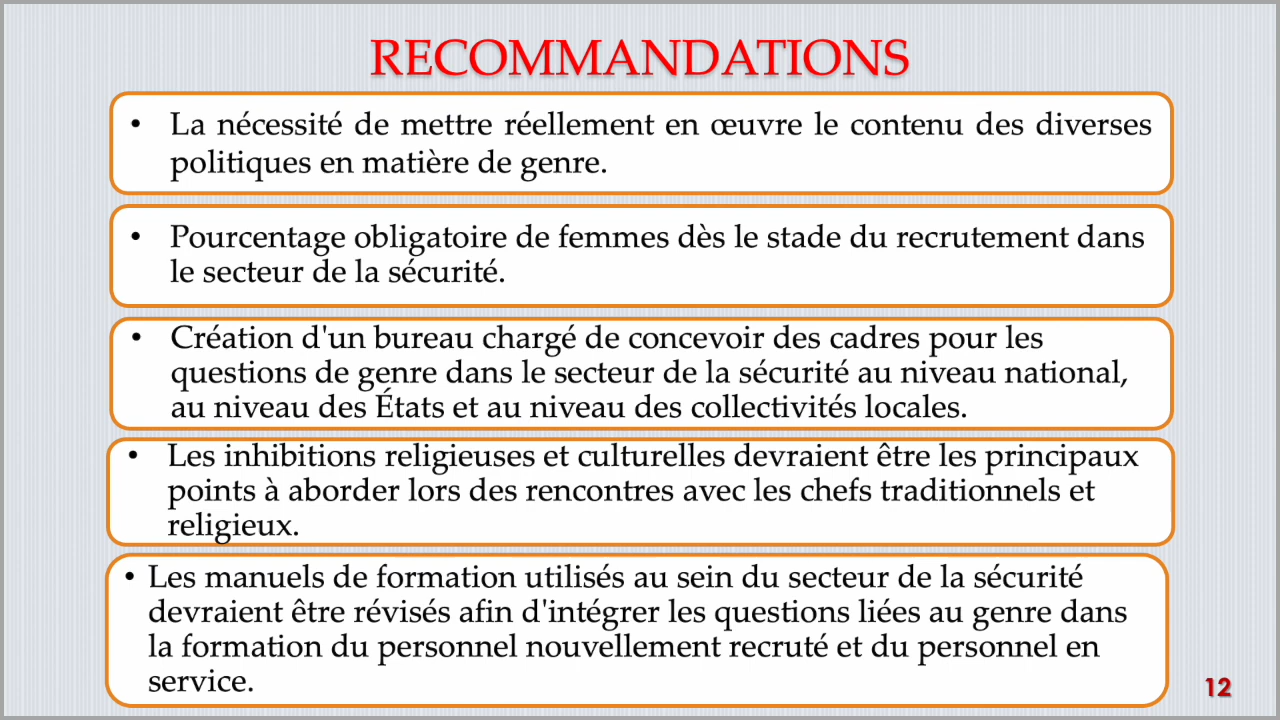 RECOMMANDATIONS
• La nécessité de mettre réellement en œuvre le contenu des diverses
politiques en matière de genre.
• Pourcentage obligatoire de femmes dès le stade du recrutement dans
le secteur de la sécurité.
• Création d'un bureau chargé de concevoir des cadres pour les
questions de genre dans le secteur de la sécurité au niveau national,
au niveau des États et au niveau des collectivités locales.
• Les inhibitions religieuses et culturelles devraient être les principaux
points à aborder lors des rencontres avec les chefs traditionnels et
religieux.
• Les manuels de formation utilisés au sein du secteur de la sécurité
devraient être révisés afin d'intégrer les questions liées au genre dans
la formation du personnel nouvellement recruté et du personnel en
service.
12